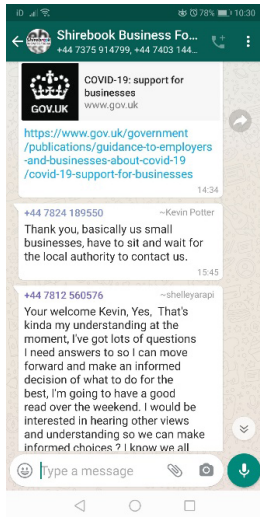 iD 78% 10:30
Shirebook Business Fo...
+44 7375 914799, +44 7403 144...
COVID-19: support for
businesses
GOV.UK
www.gov.uk
https://www.gov.uk/government
/publications/guidance-to-employers
-and-businesses-about-covid-19
/covid-19-support-for-businesses
14:34
+44 7824 189550 ~Kevin Potter
Thank you, basically us small
businesses, have to sit and wait for
the local authority to contact us.
15:45
+44 7812 560576 ~shelleyarapi
Your welcome Kevin, Yes, That's
kinda my understanding at the
moment, I've got lots of questions
I need answers to so I can move
forward and make an informed
decision of what to do for the
best, I'm going to have a good
read over the weekend. I would be
interested in hearing other views
and understanding so we can make
informed choices ? I know we all
Type a message